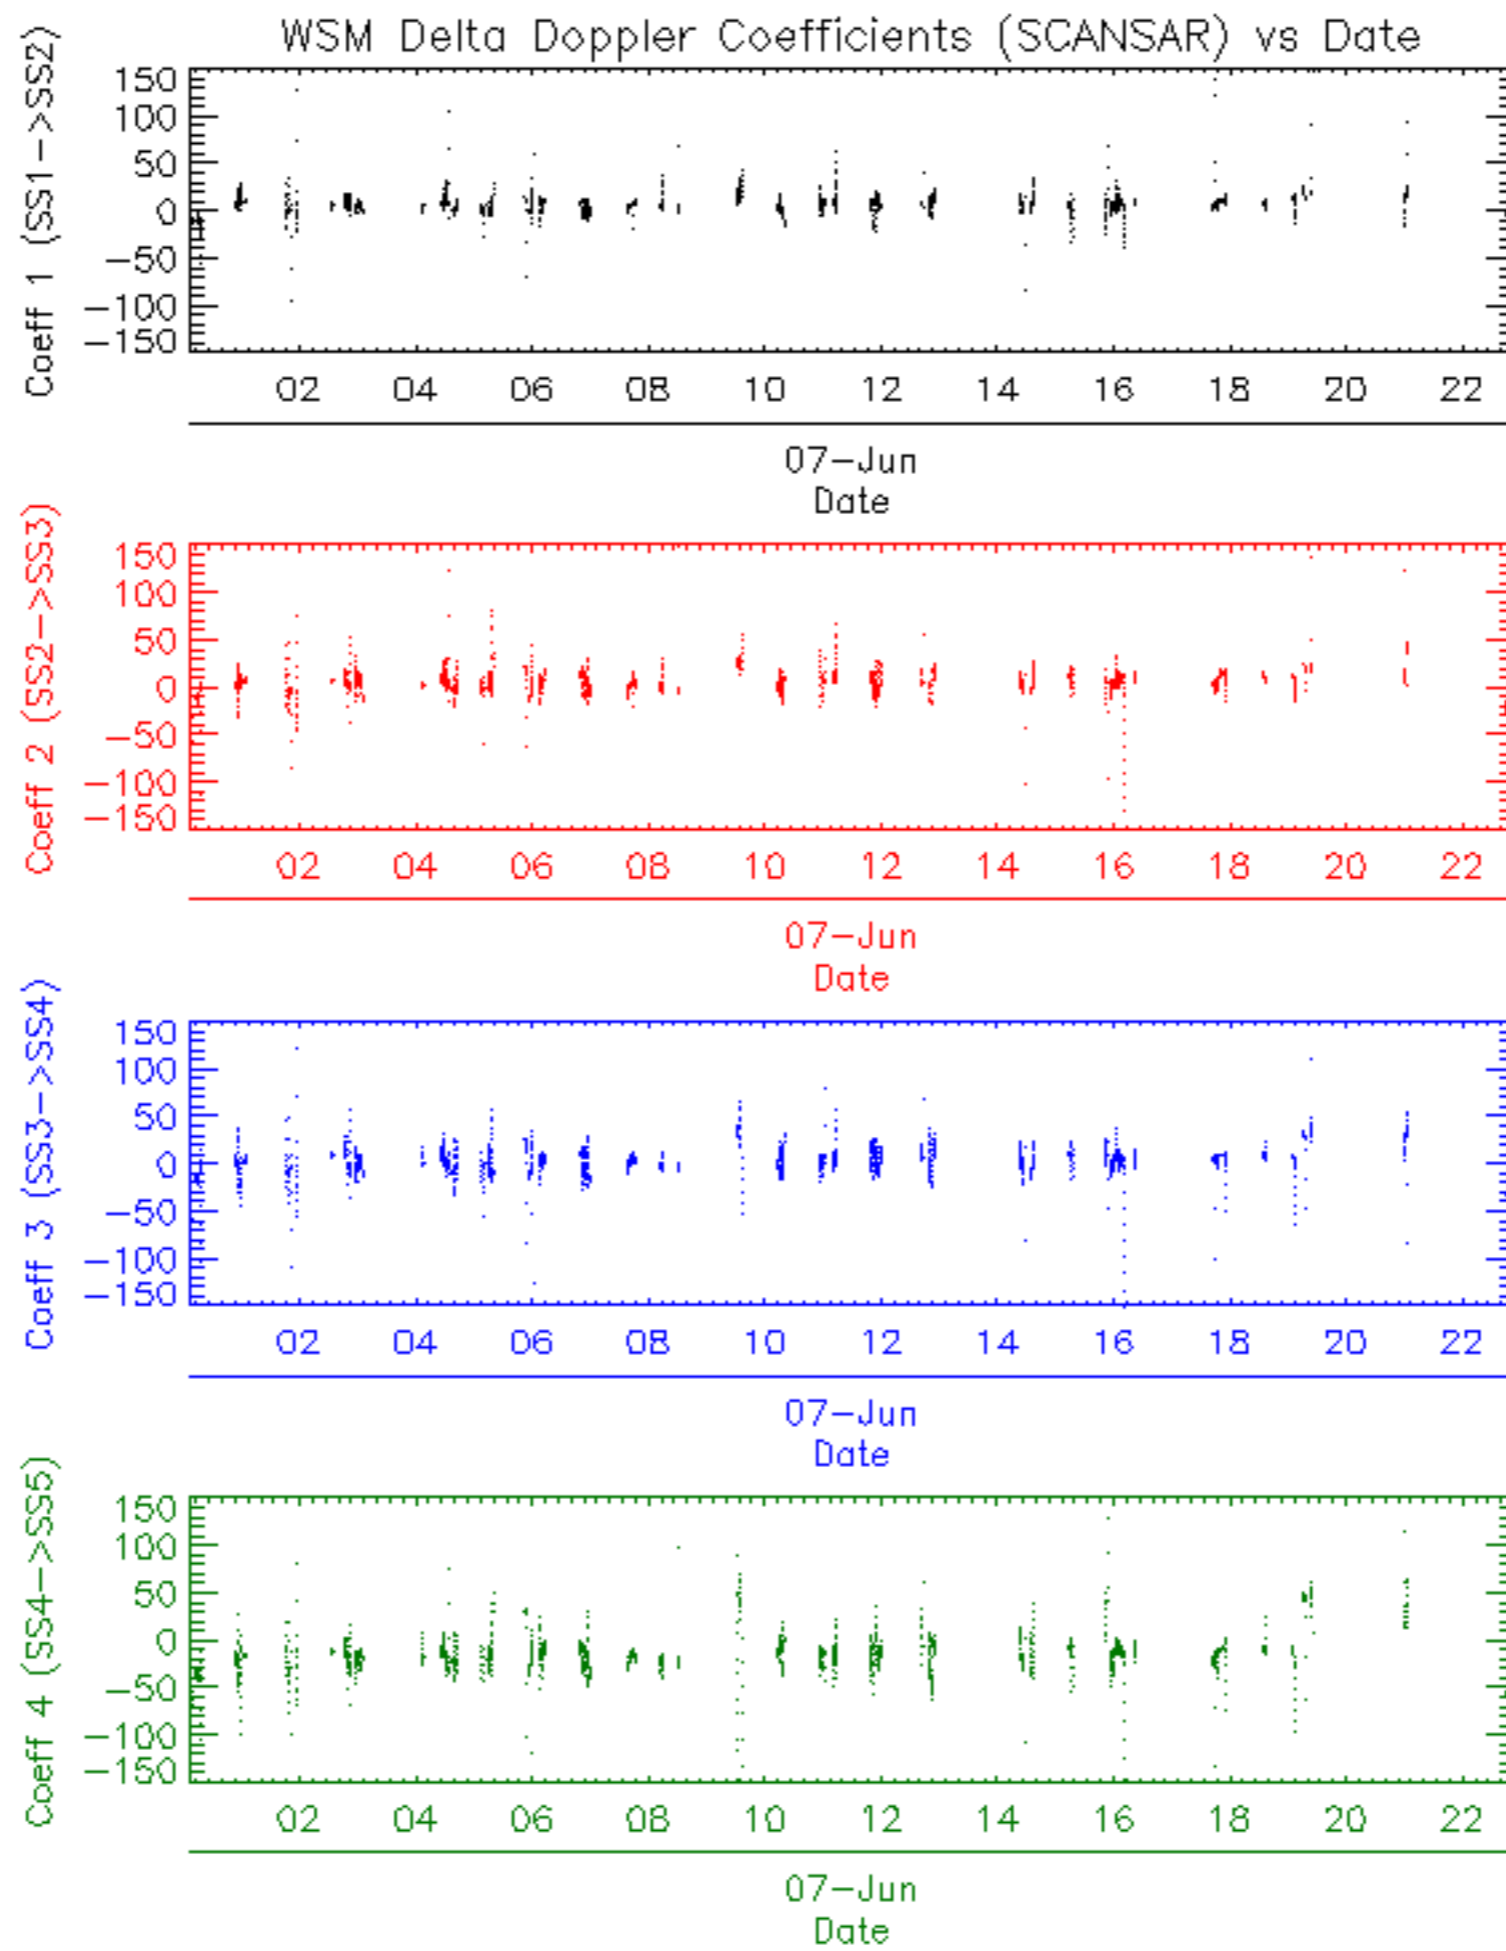 WSM Delta Doppler Coefficients (SCANSAR) vs Date
Coeff 1 (SS1->SS2)
150
100
50
0
-50
-100
-150
02 04 06 08 10 12 14 16 18 20 22
07-Jun
Date
Coeff 2 (SS2->SS3)
150
100
50
0
-50
-100
-150
02 04 06 08 10 12 14 16 18 20 22
07-Jun
Date
Coeff 3 (SS3->SS4)
150
100
50
0
-50
-100
-150
02 04 06 08 10 12 14 16 18 20 22
07-Jun
Date
Coeff 4 (SS4->SS5)
150
100
50
0
-50
-100
-150
02 04 06 08 10 12 14 16 18 20 22
07-Jun
Date